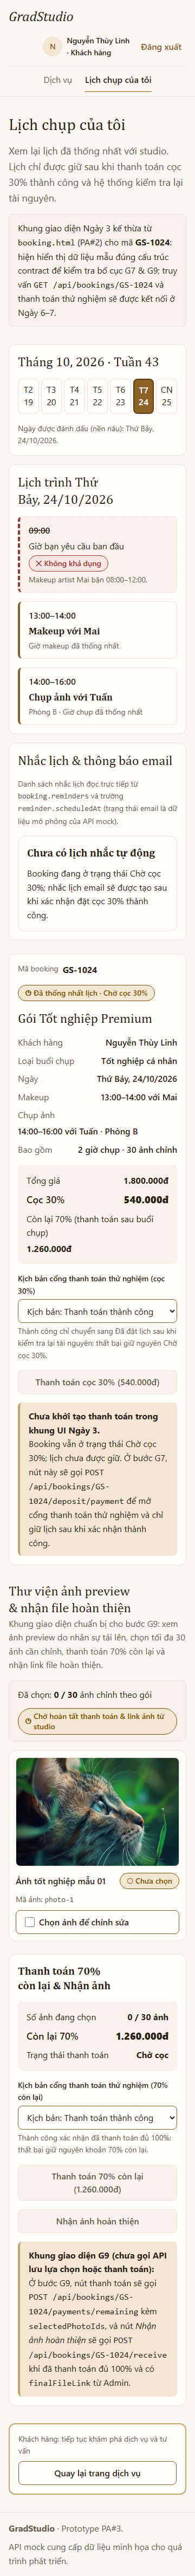 GradStudio
N
Nguyễn Thùy Linh
· Khách hàng
Đăng xuất
Dịch vụ
Lịch chụp của tôi
Lịch chụp của tôi
Xem lại lịch đã thống nhất với studio.
Lịch chỉ được giữ sau khi thanh toán cọc
30% thành công và hệ thống kiểm tra lại
tài nguyên.
Khung giao diện Ngày 3 kế thừa từ
booking.html (PA#2) cho mã GS-1024:
hiện hiển thị dữ liệu mẫu đúng cấu trúc
contract để kiểm tra bố cục G7 & G9; truy
vấn GET /api/bookings/GS-1024 và
thanh toán thử nghiệm sẽ được kết nối ở
Ngày 6–7.
Tháng 10, 2026 · Tuần 43
T2
19
T3
20
T4
21
T5
22
T6
23
T7
24
CN
25
Ngày được đánh dấu (nền nâu): Thứ Bảy,
24/10/2026.
Lịch trình Thứ
Bảy, 24/10/2026
09:00
Giờ bạn yêu cầu ban đầu
✕ Không khả dụng
Makeup artist Mai bận 08:00–12:00.
13:00–14:00
Makeup với Mai
Giờ makeup đã thống nhất
14:00–16:00
Chụp ảnh với Tuấn
Phòng B · Giờ chụp đã thống nhất
Nhắc lịch & thông báo email
Danh sách nhắc lịch đọc trực tiếp từ
booking.reminders và trường
reminder.scheduledAt (trạng thái email là dữ
liệu mô phỏng của API mock).
Chưa có lịch nhắc tự động
Booking đang ở trạng thái Chờ cọc
30%; nhắc lịch email sẽ được tạo sau
khi xác nhận đặt cọc 30% thành
công.
Mã booking GS-1024
Đã thống nhất lịch · Chờ cọc 30%
Gói Tốt nghiệp Premium
Khách hàng Nguyễn Thùy Linh
Loại buổi chụp Tốt nghiệp cá nhân
Ngày Thứ Bảy, 24/10/2026
Makeup 13:00–14:00 với Mai
Chụp ảnh
14:00–16:00 với Tuấn · Phòng B
Bao gồm 2 giờ chụp · 30 ảnh chỉnh
Tổng giá 1.800.000đ
Cọc 30% 540.000đ
Còn lại 70% (thanh toán sau buổi
chụp)
1.260.000đ
Kịch bản cổng thanh toán thử nghiệm (cọc
30%)
Kịch bản: Thanh toán thành công
Thành công chỉ chuyển sang Đã đặt lịch sau khi
kiểm tra lại tài nguyên; thất bại giữ nguyên Chờ
cọc 30%.
Thanh toán cọc 30% (540.000đ)
Chưa khởi tạo thanh toán trong
khung UI Ngày 3.
Booking vẫn ở trạng thái Chờ cọc
30%; lịch chưa được giữ. Ở bước G7,
nút này sẽ gọi POST
/api/bookings/GS-
1024/deposit/payment để mở
cổng thanh toán thử nghiệm và chỉ
giữ lịch sau khi xác nhận thành
công.
Thư viện ảnh preview
& nhận file hoàn thiện
Khung giao diện chuẩn bị cho bước G9: xem
ảnh preview do nhân sự tải lên, chọn tối đa 30
ảnh cần chỉnh, thanh toán 70% còn lại và
nhận link file hoàn thiện.
Đã chọn: 0 / 30 ảnh chỉnh theo gói
Chờ hoàn tất thanh toán & link ảnh từ
studio
Ảnh tốt nghiệp mẫu 01
Chưa chọn
Mã ảnh: photo-1
Chọn ảnh để chỉnh sửa
Thanh toán 70%
còn lại & Nhận ảnh
Số ảnh đang chọn 0 / 30 ảnh
Còn lại 70% 1.260.000đ
Trạng thái thanh toán Chờ cọc
Kịch bản cổng thanh toán thử nghiệm (70%
còn lại)
Kịch bản: Thanh toán thành công
Thành công xác nhận đã thanh toán đủ 100%;
thất bại giữ nguyên khoản 70% còn lại.
Thanh toán 70% còn lại
(1.260.000đ)
Nhận ảnh hoàn thiện
Khung giao diện G9 (chưa gọi API
lưu lựa chọn hoặc thanh toán):
Ở bước G9, nút thanh toán sẽ gọi
POST /api/bookings/GS-
1024/payments/remaining kèm
selectedPhotoIds, và nút Nhận
ảnh hoàn thiện sẽ gọi POST
/api/bookings/GS-1024/receive
khi đã thanh toán đủ 100% và có
finalFileLink từ Admin.
Khách hàng: tiếp tục khám phá dịch vụ và tư
vấn
Quay lại trang dịch vụ
GradStudio · Prototype PA#3.
API mock cung cấp dữ liệu minh họa cho quá
trình phát triển.